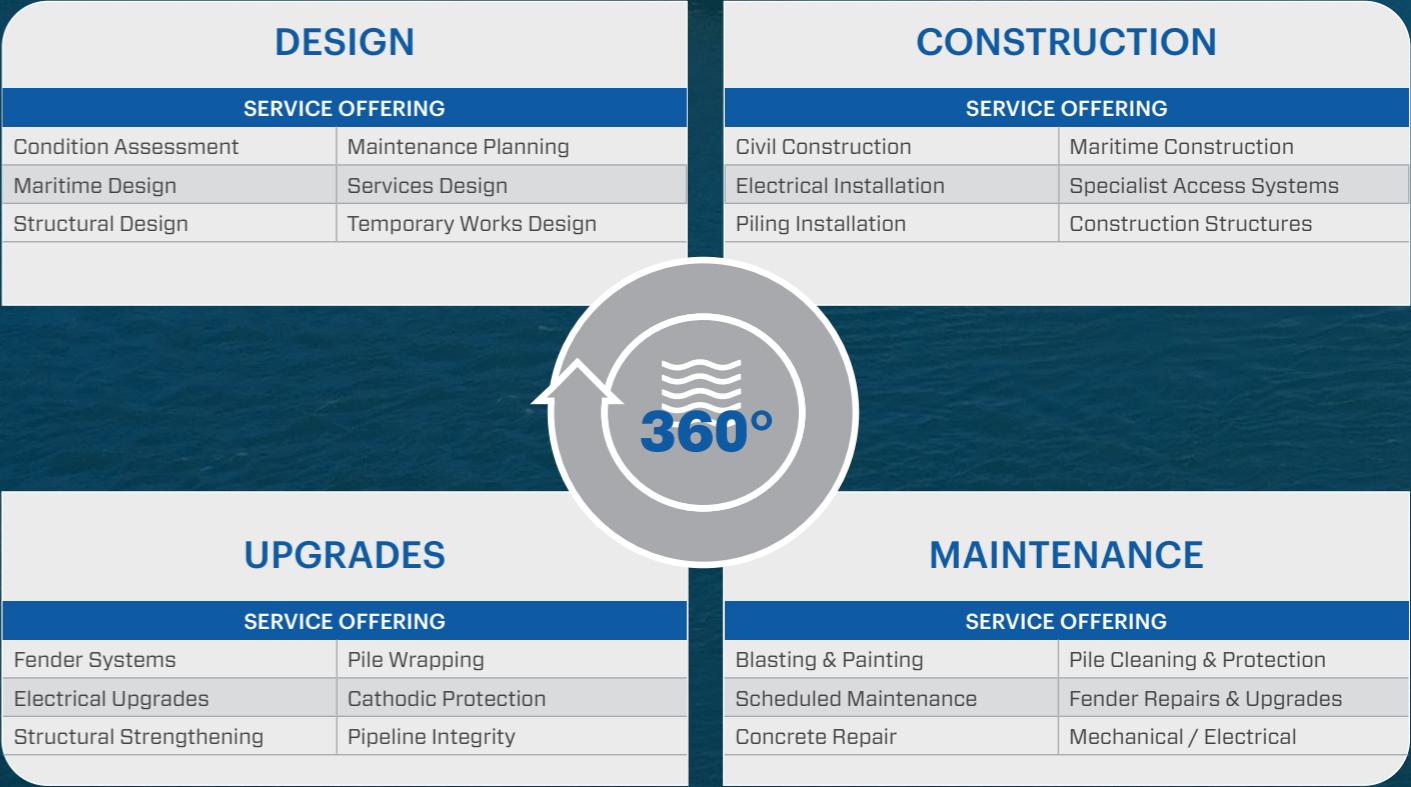 DESIGN
SERVICE OFFERING
Condition Assessment Maintenance Planning
Maritime Design Services Design
Structural Design Temporary Works Design
CONSTRUCTION
SERVICE OFFERING
Civil Construction Maritime Construction
Electrical Installation Specialist Access Systems
Piling Installation Construction Structures
360°
UPGRADES
SERVICE OFFERING
Fender Systems Pile Wrapping
Electrical Upgrades Cathodic Protection
Structural Strengthening Pipeline Integrity
MAINTENANCE
SERVICE OFFERING
Blasting & Painting Pile Cleaning & Protection
Scheduled Maintenance Fender Repairs & Upgrades
Concrete Repair Mechanical / Electrical